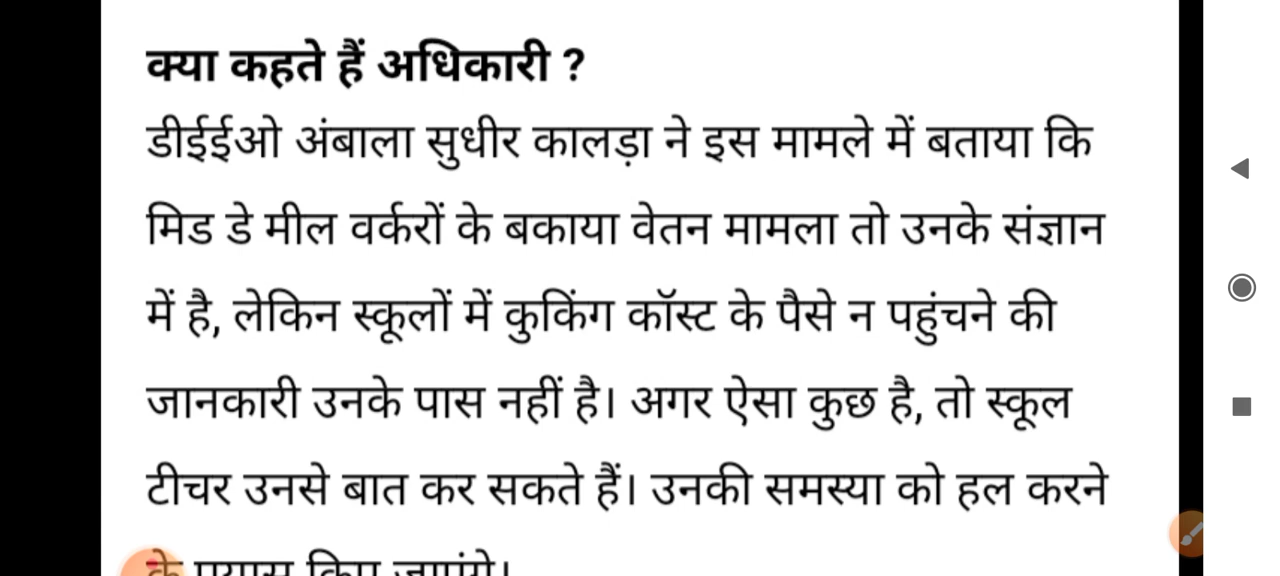 क्या कहते हैं अधिकारी ?
डीईईओ अंबाला सुधीर कालड़ा ने इस मामले में बताया कि
मिड डे मील वर्करों के बकाया वेतन मामला तो उनके संज्ञान
में है, लेकिन स्कूलों में कुकिंग कॉस्ट के पैसे न पहुंचने की
जानकारी उनके पास नहीं है। अगर ऐसा कुछ है, तो स्कूल
टीचर उनसे बात कर सकते हैं। उनकी समस्या को हल करने
के प्रयास किए जाएंगे।